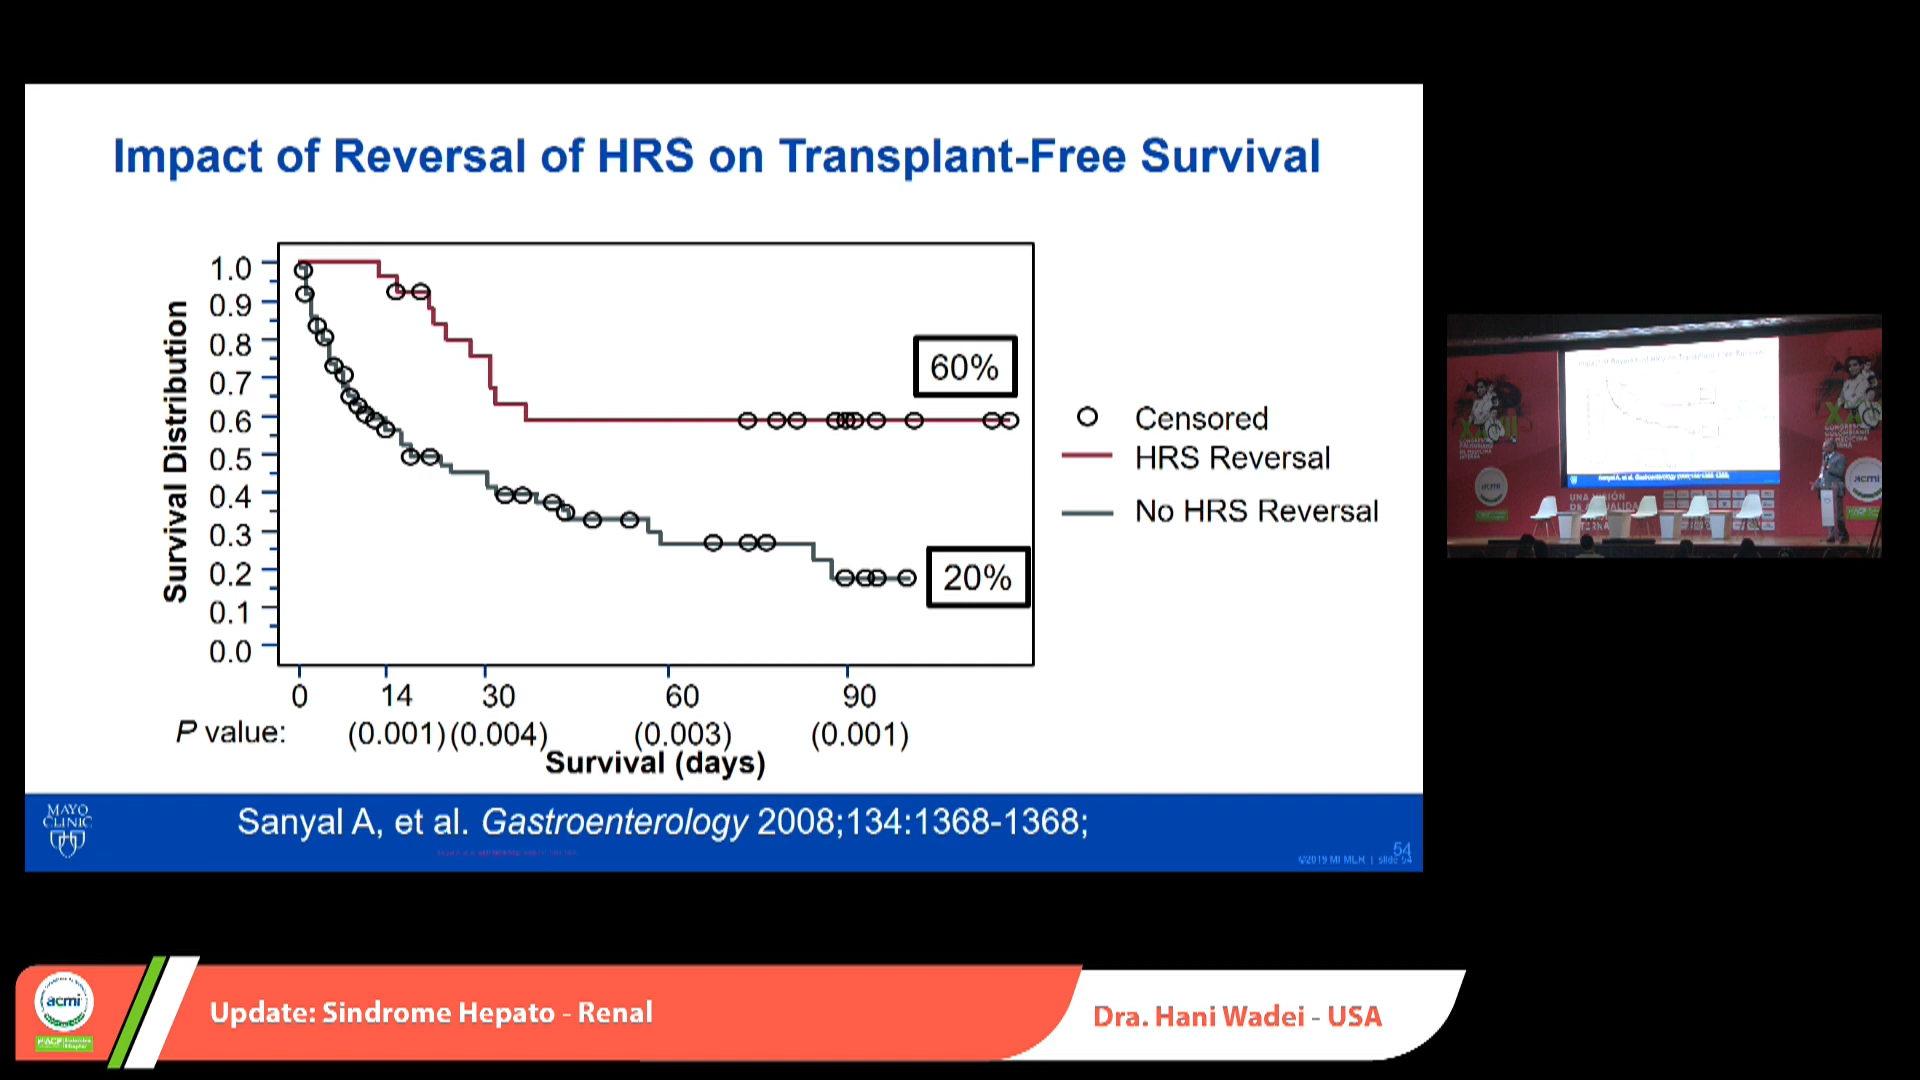 Impact of Reversal of HRS on Transplant-Free Survival
Survival Distribution
1.0
0.9
0.8
0.7
0.6
0.5
0.4
0.3
0.2
0.1
0.0
60%
20%
Censored
HRS Reversal
No HRS Reversal
0 14 30 60 90
P value: (0.001) (0.004) (0.003) (0.001)
Survival (days)
MAYO
CLINIC
Sanyal A, et al. Gastroenterology 2008;134:1368-1368;
54
acmi
acmi
acmi
Update: Sindrome Hepato - Renal
Dra. Hani Wadei - USA